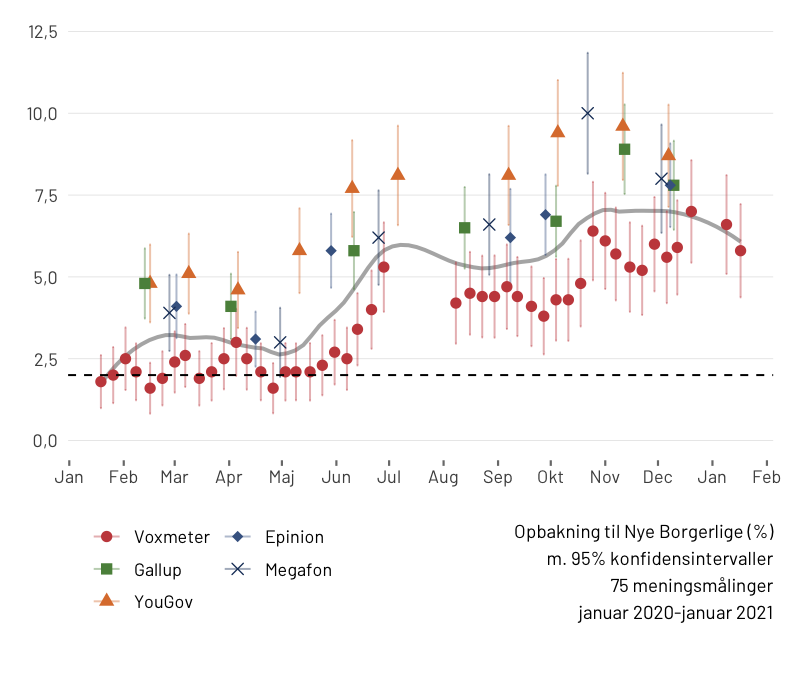 12,5
10,0
7,5
5,0
2,5
0,0
Jan Feb Mar Apr Maj Jun Jul Aug Sep Okt Nov Dec Jan Feb
Voxmeter Epinion
Gallup Megafon
YouGov
Opbakning til Nye Borgerlige (%)
m. 95% konfidensintervaller
75 meningsmålinger
januar 2020-januar 2021